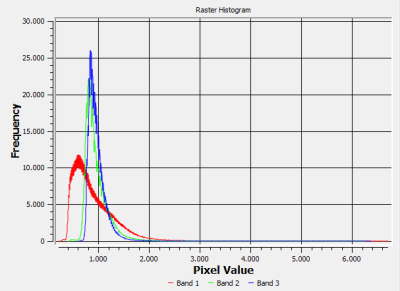 Raster Histogram
30.000
25.000
20.000
15.000
10.000
5.000
0
Frequency
1.000 2.000 3.000 4.000 5.000 6.000
Pixel Value
Band 1 Band 2 Band 3